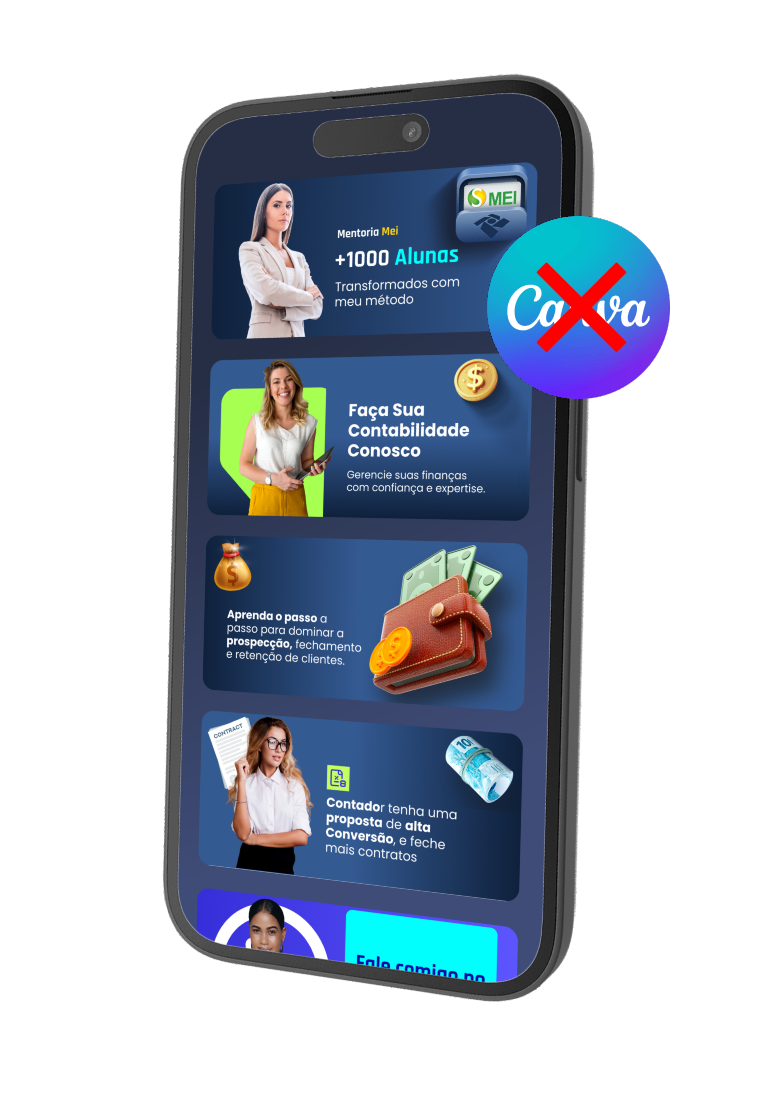 MEI
Mentoria Mei
+1000 Alunas
Transformados com
meu método
Canva
Faça Sua
Contabilidade
Conosco
Gerencie suas finanças
com confiança e expertise.
Aprenda o passo a
passo para dominar a
prospecção, fechamento
e retenção de clientes.
CONTRACT
Contador tenha uma
proposta de alta
Conversão, e feche
mais contratos
Fale comigo no